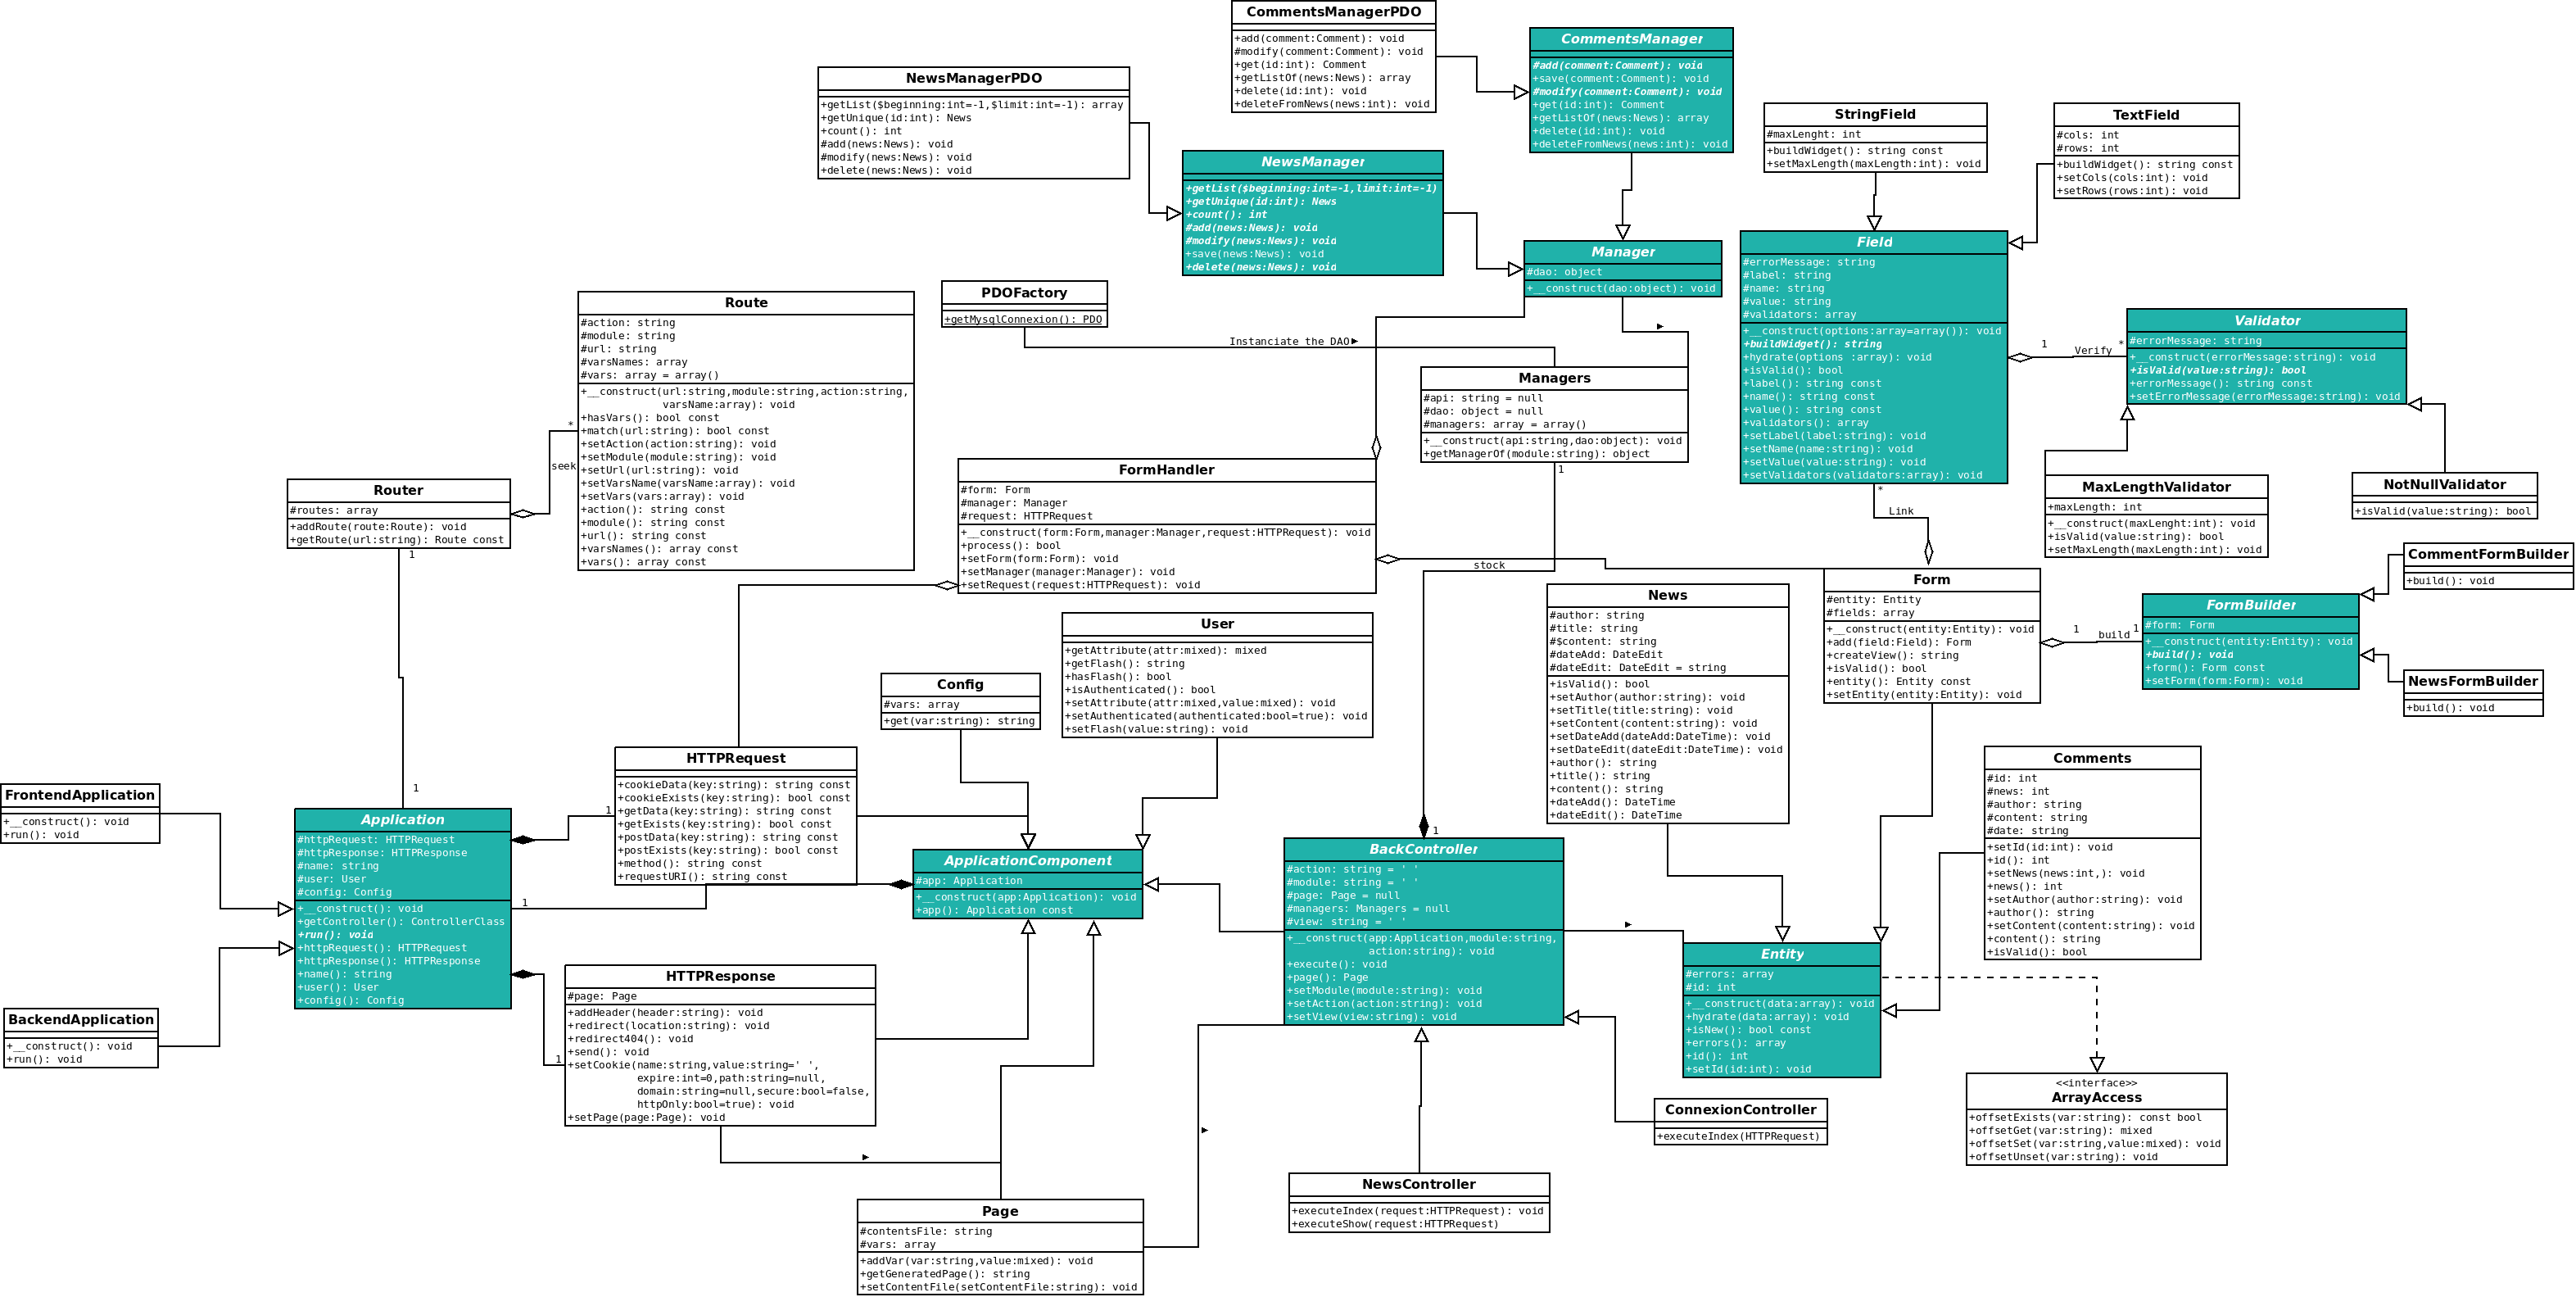 CommentsManagerPDO
+add(comment:Comment): void
#modify(comment:Comment): void
+get(id:int): Comment
+getListOf(news:News): array
+delete(id:int): void
+deleteFromNews(news:int): void
CommentsManager
#add(comment:Comment): void
+save(comment:Comment): void
#modify(comment:Comment): void
+get(id:int): Comment
+getListOf(news:News): array
+delete(id:int): void
+deleteFromNews(news:int): void
NewsManagerPDO
+getList($beginning:int=-1,$limit:int=-1): array
+getUnique(id:int): News
+count(): int
#add(news:News): void
#modify(news:News): void
+delete(news:News): void
NewsManager
+getList($beginning:int=-1,limit:int=-1)
+getUnique(id:int): News
+count(): int
#add(news:News): void
#modify(news:News): void
+save(news:News): void
+delete(news:News): void
StringField
#maxLenght: int
+buildWidget(): string const
+setMaxLength(maxLength:int): void
TextField
#cols: int
#rows: int
+buildWidget(): string const
+setCols(cols:int): void
+setRows(rows:int): void
Manager
#dao: object
+__construct(dao:object): void
Field
#errorMessage: string
#label: string
#name: string
#value: string
#validators: array
+__construct(options:array=array()): void
+buildWidget(): string
+hydrate(options :array): void
+isValid(): bool
+label(): string const
+name(): string const
+value(): string const
+validators(): array
+setLabel(label:string): void
+setName(name:string): void
+setValue(value:string): void
+setValidators(validators:array): void
PDOFactory
+getMysqlConnexion(): PDO
Instanciate the DAO
Route
#action: string
#module: string
#url: string
#varsNames: array
#vars: array = array()
+__construct(url:string,module:string,action:string,
varsName:array): void
+hasVars(): bool const
+match(url:string): bool const
+setAction(action:string): void
+setModule(module:string): void
+setUrl(url:string): void
+setVarsName(varsName:array): void
+setVars(vars:array): void
+action(): string const
+module(): string const
+url(): string const
+varsNames(): array const
+vars(): array const
1
Verify
*
Validator
#errorMessage: string
+__construct(errorMessage:string): void
+isValid(value:string): bool
+errorMessage(): string const
+setErrorMessage(errorMessage:string): void
Managers
#api: string = null
#dao: object = null
#managers: array = array()
+__construct(api:string,dao:object): void
+getManagerOf(module:string): object
1
*
seek
Router
#routes: array
+addRoute(route:Route): void
+getRoute(url:string): Route const
1
FormHandler
#form: Form
#manager: Manager
#request: HTTPRequest
+__construct(form:Form,manager:Manager,request:HTTPRequest): void
+process(): bool
+setForm(form:Form): void
+setManager(manager:Manager): void
+setRequest(request:HTTPRequest): void
stock
*
Link
MaxLengthValidator
+maxLength: int
+__construct(maxLenght:int): void
+isValid(value:string): bool
+setMaxLength(maxLength:int): void
NotNullValidator
+isValid(value:string): bool
CommentFormBuilder
+build(): void
Form
#entity: Entity
#fields: array
+__construct(entity:Entity): void
+add(field:Field): Form
+createView(): string
+isValid(): bool
+entity(): Entity const
+setEntity(entity:Entity): void
1
build
1
FormBuilder
#form: Form
+__construct(entity:Entity): void
+build(): void
+form(): Form const
+setForm(form:Form): void
NewsFormBuilder
+build(): void
News
#author: string
#title: string
#$content: string
#dateAdd: DateEdit
#dateEdit: DateEdit = string
+isValid(): bool
+setAuthor(author:string): void
+setTitle(title:string): void
+setContent(content:string): void
+setDateAdd(dateAdd:DateTime): void
+setDateEdit(dateEdit:DateTime): void
+author(): string
+title(): string
+content(): string
+dateAdd(): DateTime
+dateEdit(): DateTime
User
+getAttribute(attr:mixed): mixed
+getFlash(): string
+hasFlash(): bool
+isAuthenticated(): bool
+setAttribute(attr:mixed,value:mixed): void
+setAuthenticated(authenticated:bool=true): void
+setFlash(value:string): void
Config
#vars: array
+get(var:string): string
HTTPRequest
+cookieData(key:string): string const
+cookieExists(key:string): bool const
+getData(key:string): string const
+getExists(key:string): bool const
+postData(key:string): string const
+postExists(key:string): bool const
+method(): string const
+requestURI(): string const
1
Comments
#id: int
#news: int
#author: string
#content: string
#date: string
+setId(id:int): void
+id(): int
+setNews(news:int,): void
+news(): int
+setAuthor(author:string): void
+author(): string
+setContent(content:string): void
+content(): string
+isValid(): bool
FrontendApplication
+__construct(): void
+run(): void
1
Application
#httpRequest: HTTPRequest
#httpResponse: HTTPResponse
#name: string
#user: User
#config: Config
+__construct(): void
+getController(): ControllerClass
+run(): void
+httpRequest(): HTTPRequest
+httpResponse(): HTTPResponse
+name(): string
+user(): User
+config(): Config
1
1
ApplicationComponent
#app: Application
+__construct(app:Application): void
+app(): Application const
1
BackController
#action: string = ' '
#module: string = ' '
#page: Page = null
#managers: Managers = null
#view: string = ' '
+__construct(app:Application,module:string,
action:string): void
+execute(): void
+page(): Page
+setModule(module:string): void
+setAction(action:string): void
+setView(view:string): void
Entity
#errors: array
#id: int
+__construct(data:array): void
+hydrate(data:array): void
+isNew(): bool const
+errors(): array
+id(): int
+setId(id:int): void
BackendApplication
+__construct(): void
+run(): void
HTTPResponse
#page: Page
+addHeader(header:string): void
+redirect(location:string): void
+redirect404(): void
+send(): void
+setCookie(name:string,value:string=' ',
expire:int=0,path:string=null,
domain:string=null,secure:bool=false,
httpOnly:bool=true): void
+setPage(page:Page): void
<<interface>>
ArrayAccess
+offsetExists(var:string): const bool
+offsetGet(var:string): mixed
+offsetSet(var:string,value:mixed): void
+offsetUnset(var:string): void
ConnexionController
+executeIndex(HTTPRequest)
NewsController
+executeIndex(request:HTTPRequest): void
+executeShow(request:HTTPRequest)
Page
#contentsFile: string
#vars: array
+addVar(var:string,value:mixed): void
+getGeneratedPage(): string
+setContentFile(setContentFile:string): void